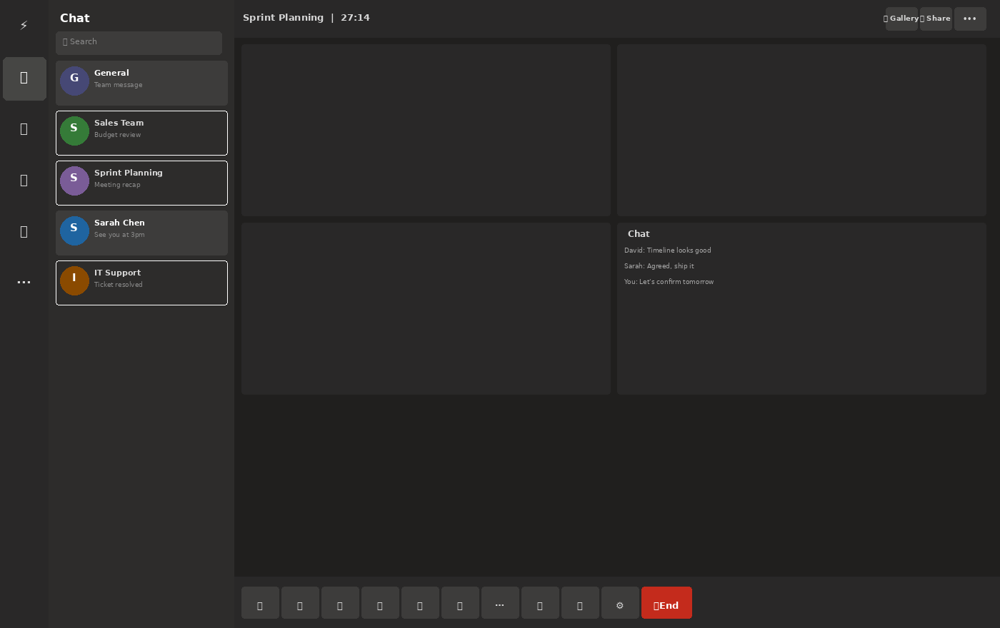 Chat
Search
G
General
Team message
S
Sales Team
Budget review
S
Sprint Planning
Meeting recap
S
Sarah Chen
See you at 3pm
I
IT Support
Ticket resolved
...
Sprint Planning | 27:14
Gallery
Share
•••
Chat
David: Timeline looks good
Sarah: Agreed, ship it
You: Let's confirm tomorrow
···
End